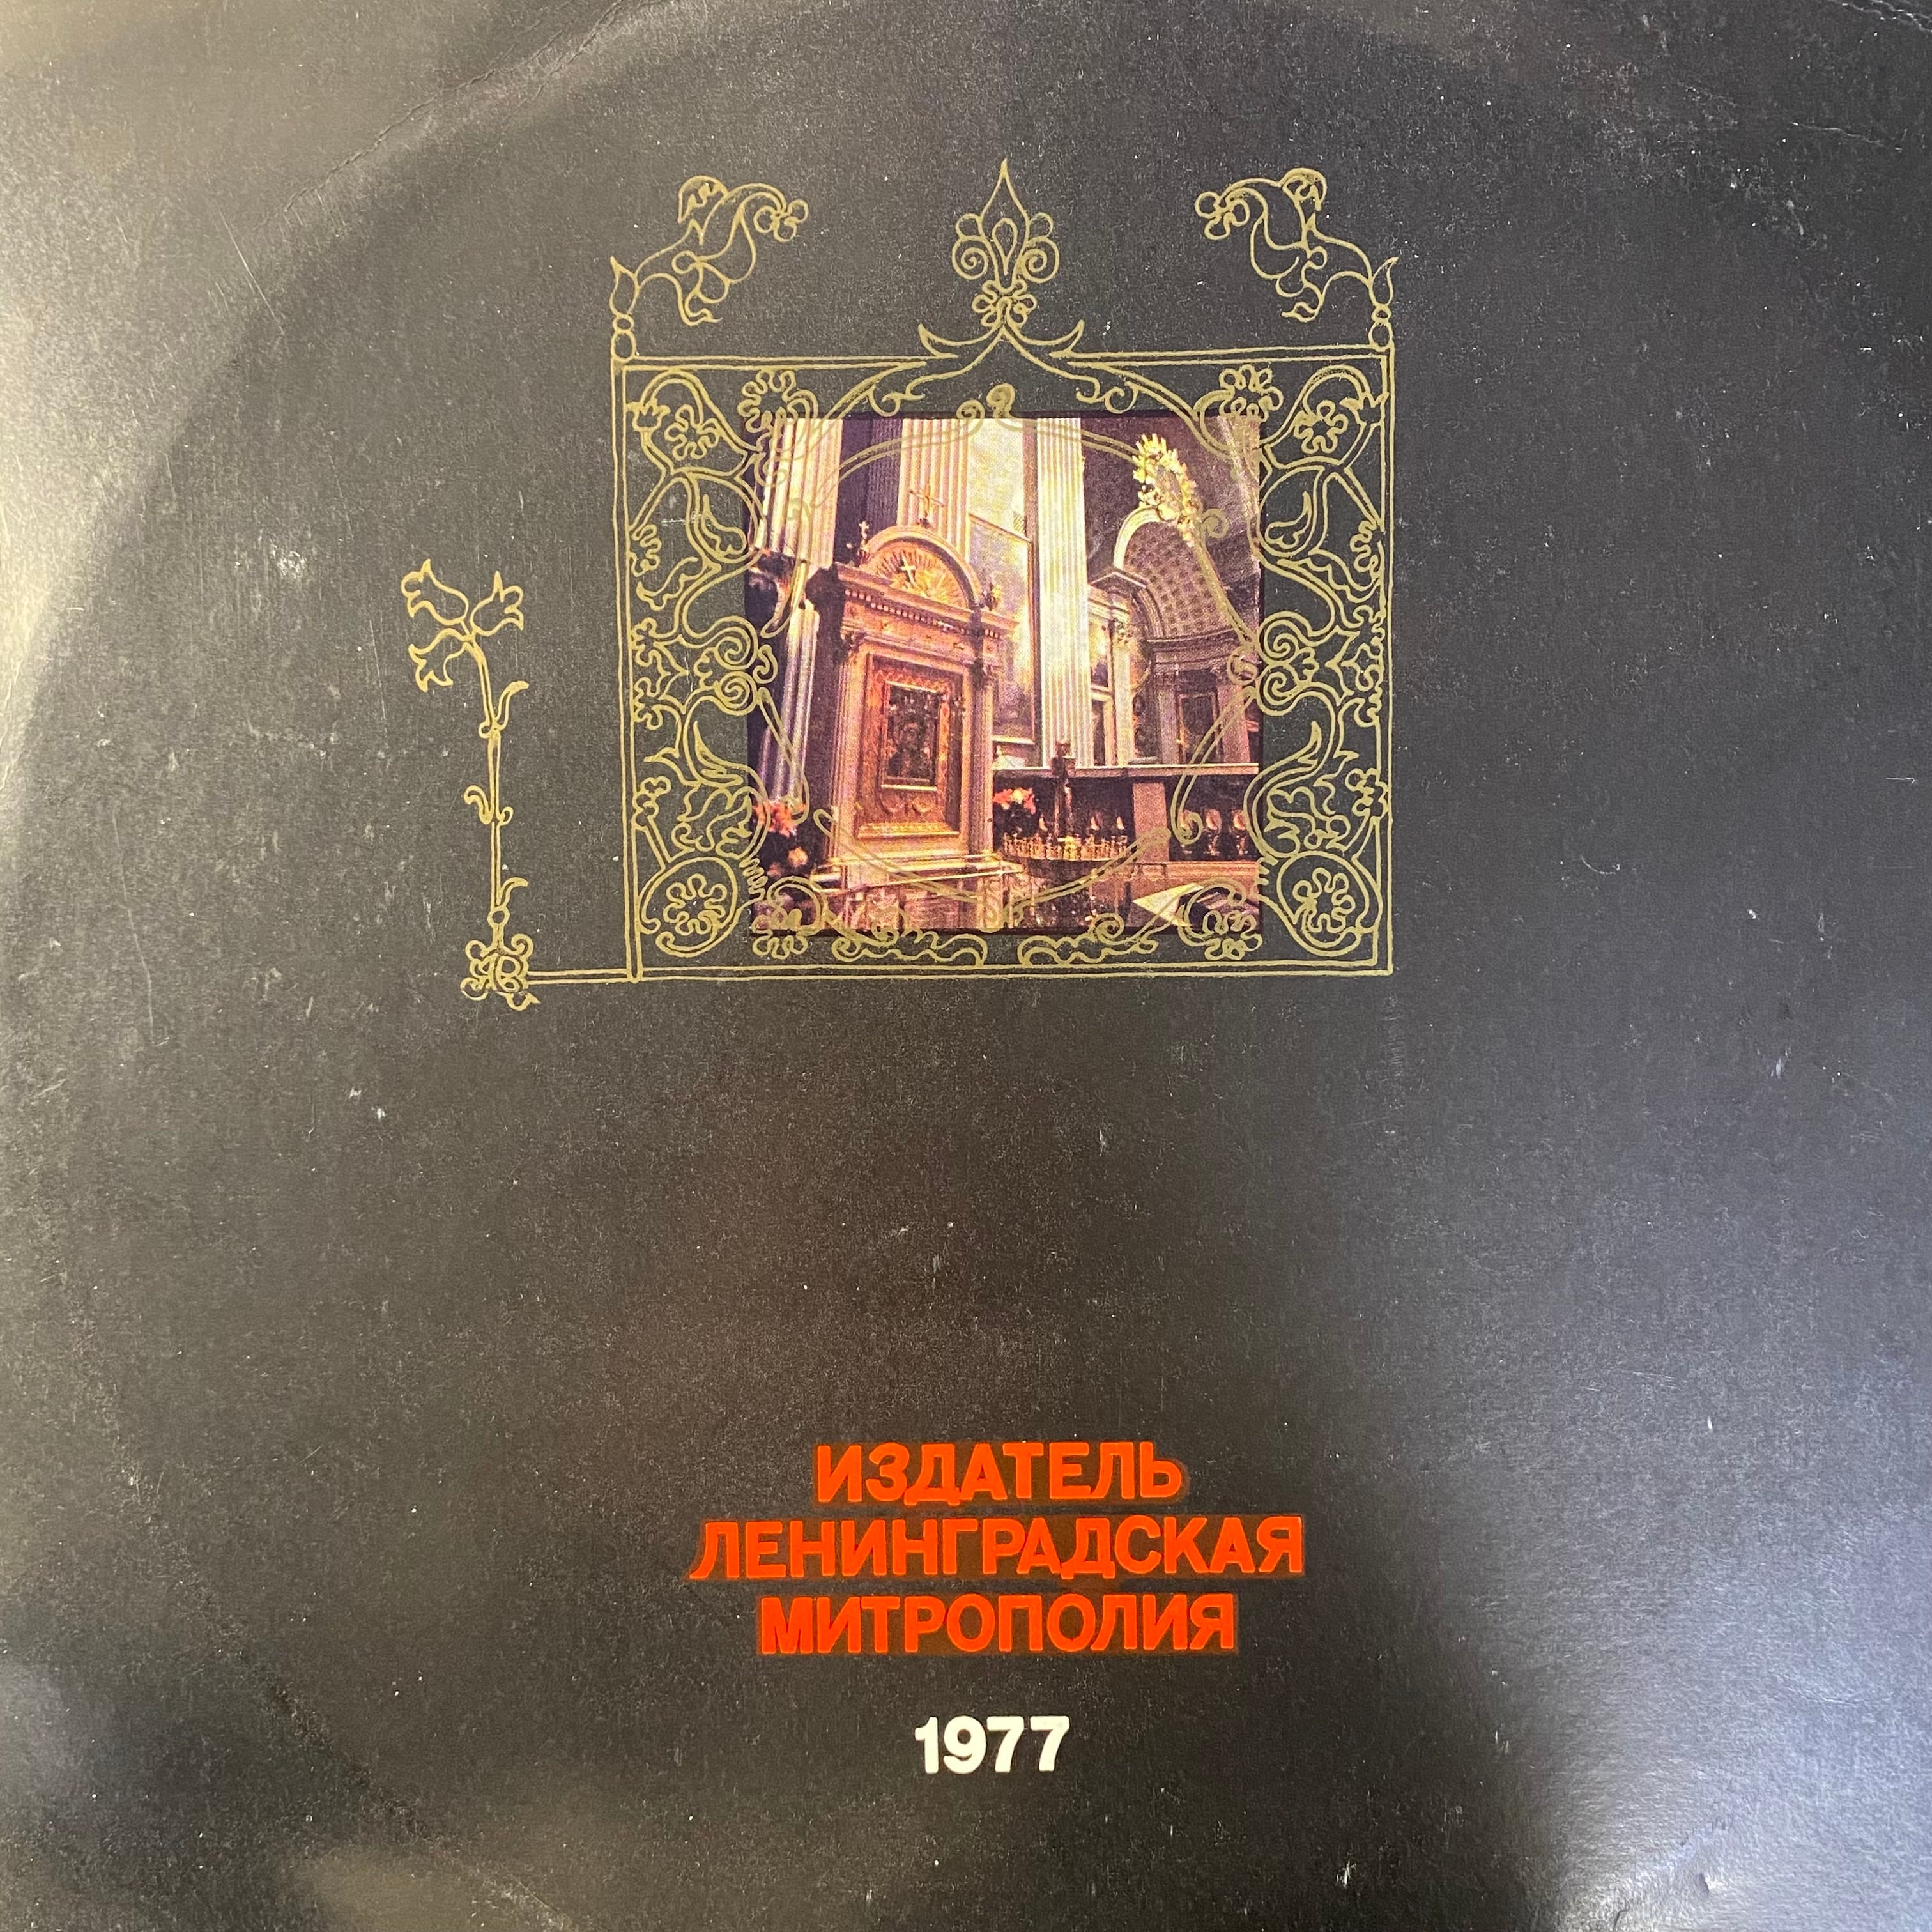 ИЗДАТЕЛЬ
ЛЕНИНГРАДСКАЯ
МИТРОПОЛИЯ
1977